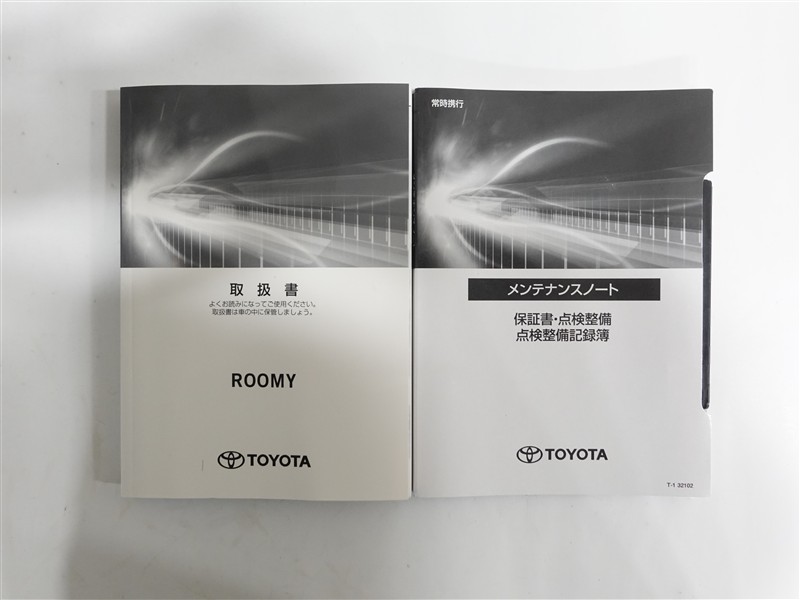 取扱書
よくお読みになってご使用ください。
取扱書は車の中に保管しましょう。
ROOMY
TOYOTA
常時携行
メンテナンスノート
保証書・点検整備
点検整備記録簿
TOYOTA
T-1 32102